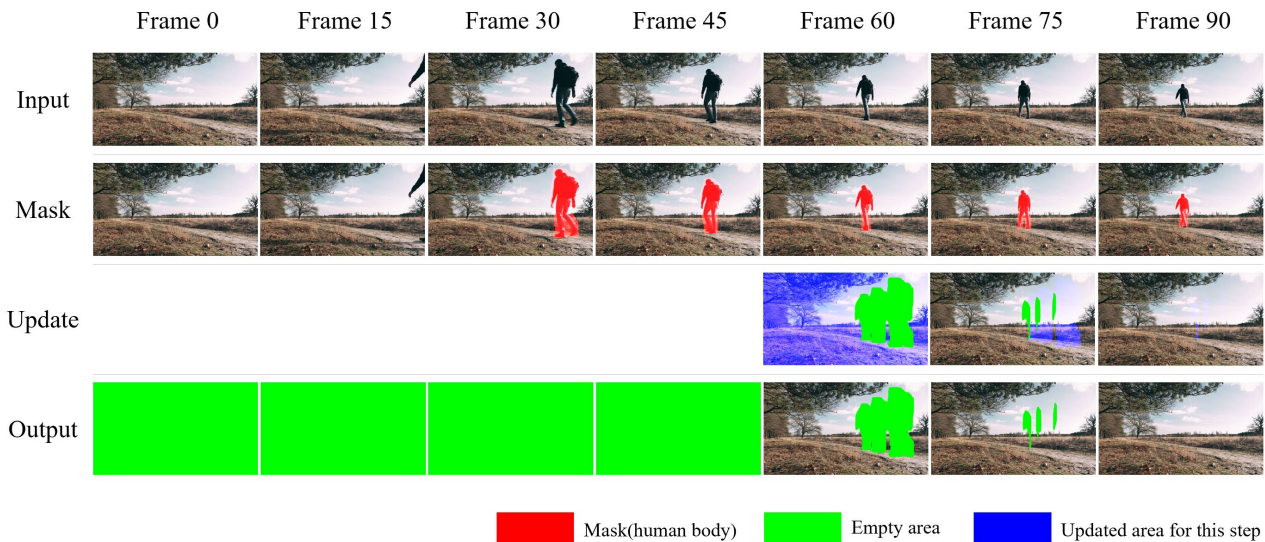 Frame 0 Frame 15 Frame 30 Frame 45 Frame 60 Frame 75 Frame 90
Input
Mask
Update
Output
Mask(human body) Empty area Updated area for this step